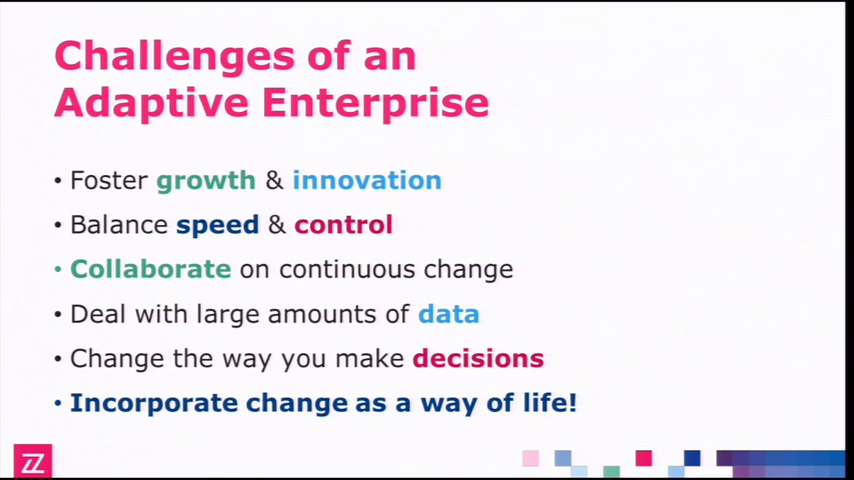 Challenges of an
Adaptive Enterprise
• Foster growth & innovation
• Balance speed & control
• Collaborate on continuous change
• Deal with large amounts of data
• Change the way you make decisions
• Incorporate change as a way of life!